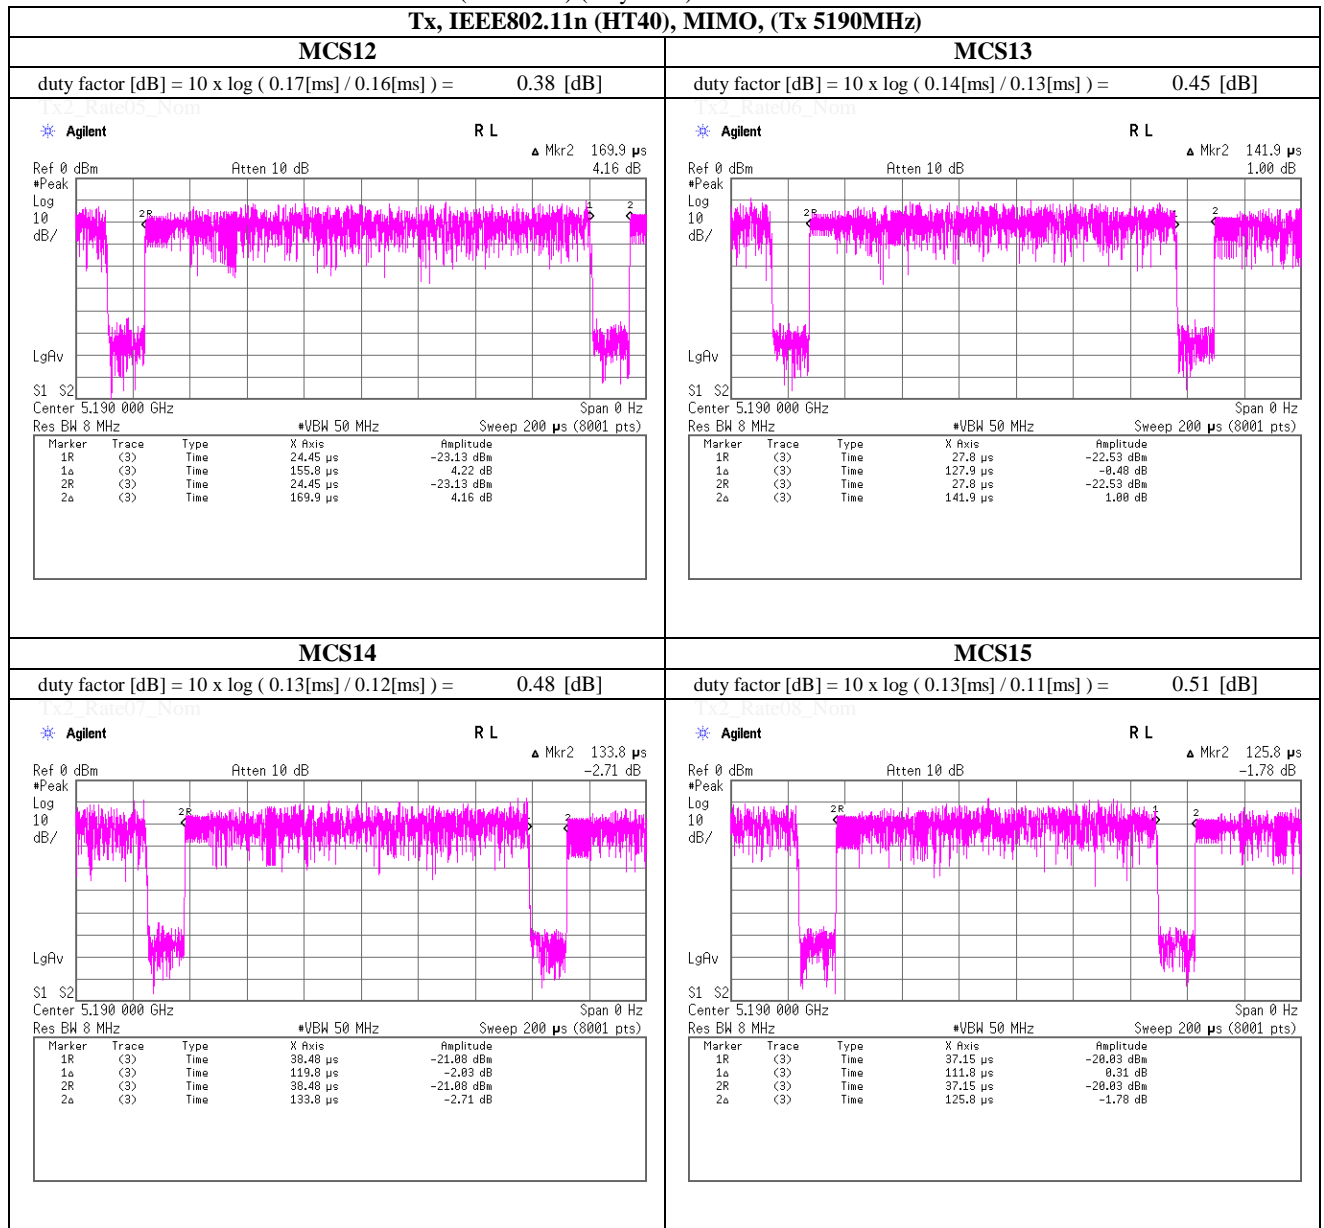 Tx, IEEE802.11n (HT40), MIMO, (Tx 5190MHz)
MCS12
duty factor [dB] = 10 x log ( 0.17[ms] / 0.16[ms] ) = 0.38 [dB]
Tx2_Rate05_Nom
Agilent R L
Δ Mkr2 169.9 µs
Ref 0 dBm Atten 10 dB 4.16 dB
#Peak
Log
10
dB/
2R
1
2
LgAv
S1 S2
Center 5.190 000 GHz Span 0 Hz
Res BW 8 MHz #VBW 50 MHz Sweep 200 µs (8001 pts)
Marker Trace Type X Axis Amplitude
1R (3) Time 24.45 µs -23.13 dBm
1Δ (3) Time 155.8 µs 4.22 dB
2R (3) Time 24.45 µs -23.13 dBm
2Δ (3) Time 169.9 µs 4.16 dB
MCS13
duty factor [dB] = 10 x log ( 0.14[ms] / 0.13[ms] ) = 0.45 [dB]
Tx2_Rate06_Nom
Agilent R L
Δ Mkr2 141.9 µs
Ref 0 dBm Atten 10 dB 1.00 dB
#Peak
Log
10
dB/
2R
1
2
LgAv
S1 S2
Center 5.190 000 GHz Span 0 Hz
Res BW 8 MHz #VBW 50 MHz Sweep 200 µs (8001 pts)
Marker Trace Type X Axis Amplitude
1R (3) Time 27.8 µs -22.53 dBm
1Δ (3) Time 127.9 µs -0.48 dB
2R (3) Time 27.8 µs -22.53 dBm
2Δ (3) Time 141.9 µs 1.00 dB
MCS14
duty factor [dB] = 10 x log ( 0.13[ms] / 0.12[ms] ) = 0.48 [dB]
Tx2_Rate07_Nom
Agilent R L
Δ Mkr2 133.8 µs
Ref 0 dBm Atten 10 dB -2.71 dB
#Peak
Log
10
dB/
2R
1
2
LgAv
S1 S2
Center 5.190 000 GHz Span 0 Hz
Res BW 8 MHz #VBW 50 MHz Sweep 200 µs (8001 pts)
Marker Trace Type X Axis Amplitude
1R (3) Time 38.48 µs -21.08 dBm
1Δ (3) Time 119.8 µs -2.03 dB
2R (3) Time 38.48 µs -21.08 dBm
2Δ (3) Time 133.8 µs -2.71 dB
MCS15
duty factor [dB] = 10 x log ( 0.13[ms] / 0.11[ms] ) = 0.51 [dB]
Tx2_Rate08_Nom
Agilent R L
Δ Mkr2 125.8 µs
Ref 0 dBm Atten 10 dB -1.78 dB
#Peak
Log
10
dB/
2R
1
2
LgAv
S1 S2
Center 5.190 000 GHz Span 0 Hz
Res BW 8 MHz #VBW 50 MHz Sweep 200 µs (8001 pts)
Marker Trace Type X Axis Amplitude
1R (3) Time 37.15 µs -20.03 dBm
1Δ (3) Time 111.8 µs 0.31 dB
2R (3) Time 37.15 µs -20.03 dBm
2Δ (3) Time 125.8 µs -1.78 dB